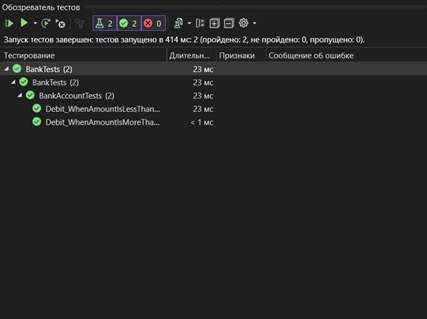 Обозреватель тестов
2 2 0
Запуск тестов завершен: тестов запущено в 414 мс: 2 (пройдено: 2, не пройдено: 0, пропущено: 0).
Тестирование Длительн... Признаки Сообщение об ошибке
BankTests (2) 23 мс
BankTests (2) 23 мс
BankAccountTests (2) 23 мс
Debit_WhenAmountIsLessThan... 23 мс
Debit_WhenAmountIsMoreTha... < 1 мс